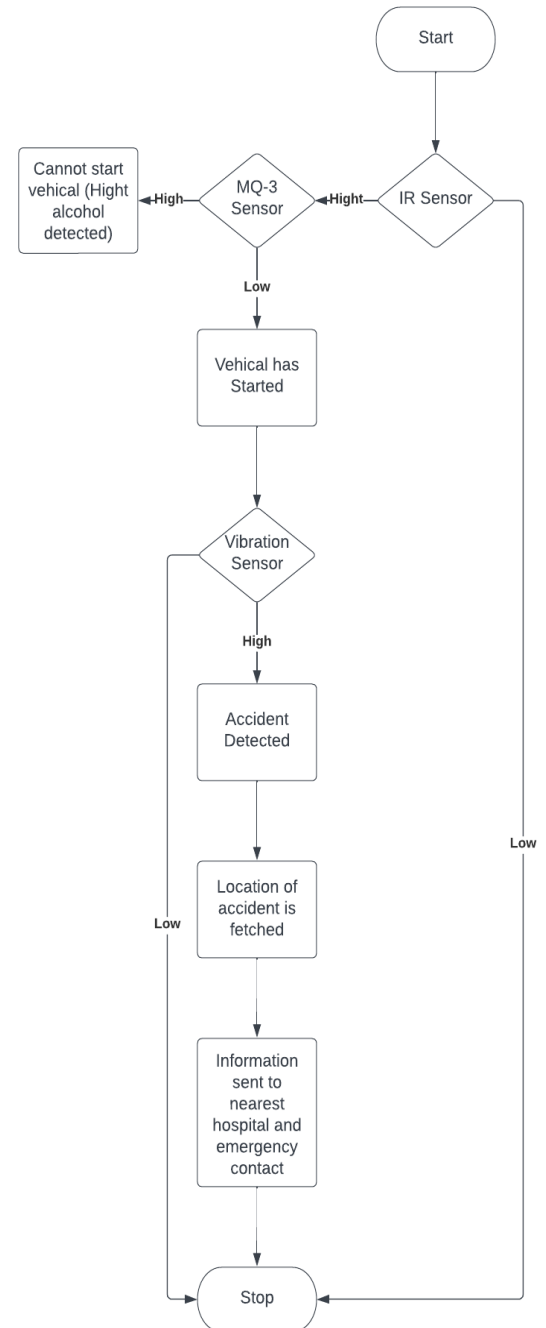 Start
IR Sensor
Hight
MQ-3
Sensor
High
Cannot start
vehical (Hight
alcohol
detected)
Low
Vehical has
Started
Vibration
Sensor
High
Accident
Detected
Low
Location of
accident is
fetched
Low
Information
sent to
nearest
hospital and
emergency
contact
Stop